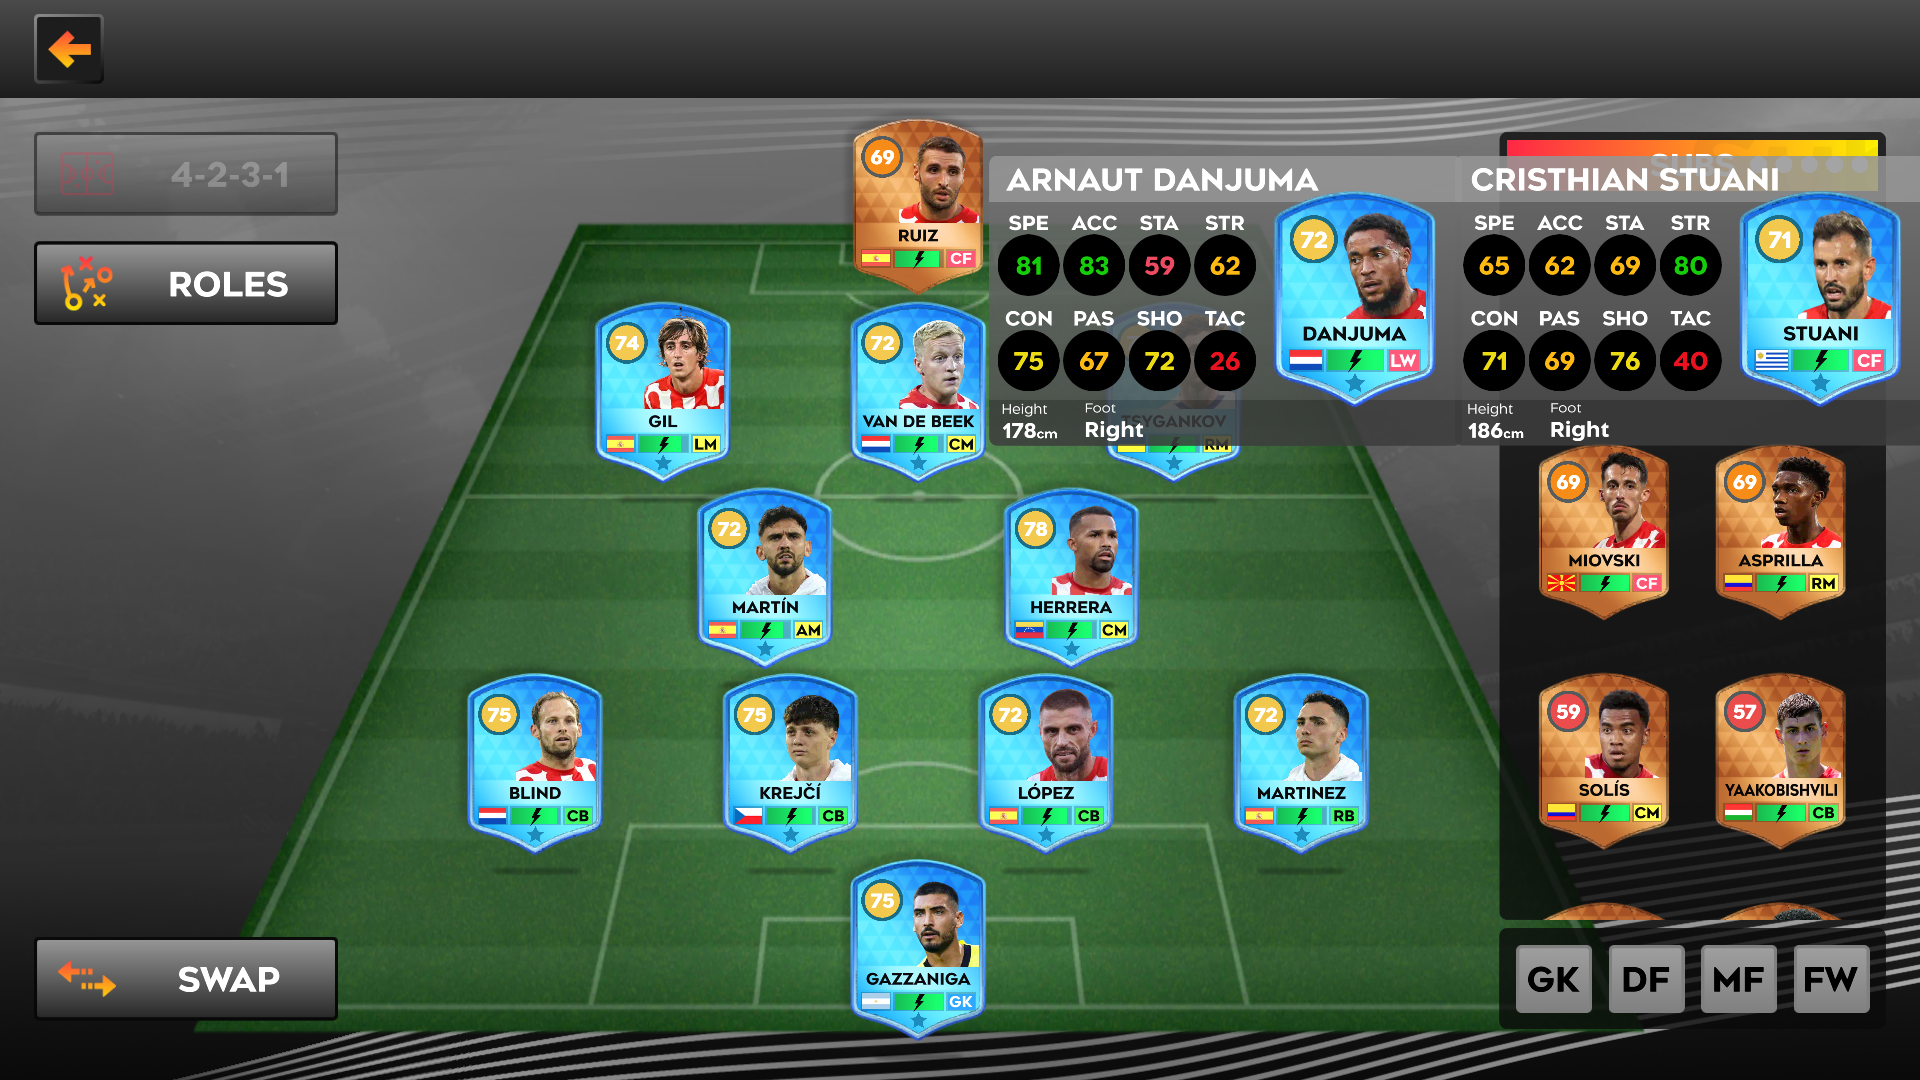 4-2-3-1
ROLES
SWAP
69
RUIZ
CF
74
GIL
LM
72
VAN DE BEEK
CM
TSYGANKOV
RM
72
MARTÍN
AM
78
HERRERA
CM
75
BLIND
CB
75
KREJČÍ
CB
72
LÓPEZ
CB
72
MARTINEZ
RB
75
GAZZANIGA
GK
ARNAUT DANJUMA
SPE ACC STA STR
81 83 59 62
CON PAS SHO TAC
75 67 72 26
Height Foot
178cm Right
72
DANJUMA
LW
CRISTHIAN STUANI
SPE ACC STA STR
65 62 69 80
CON PAS SHO TAC
71 69 76 40
Height Foot
186cm Right
71
STUANI
CF
SUBS
69
MIOVSKI
CF
69
ASPRILLA
RM
59
SOLÍS
CM
57
YAAKOBISHVILI
CB
GK DF MF FW